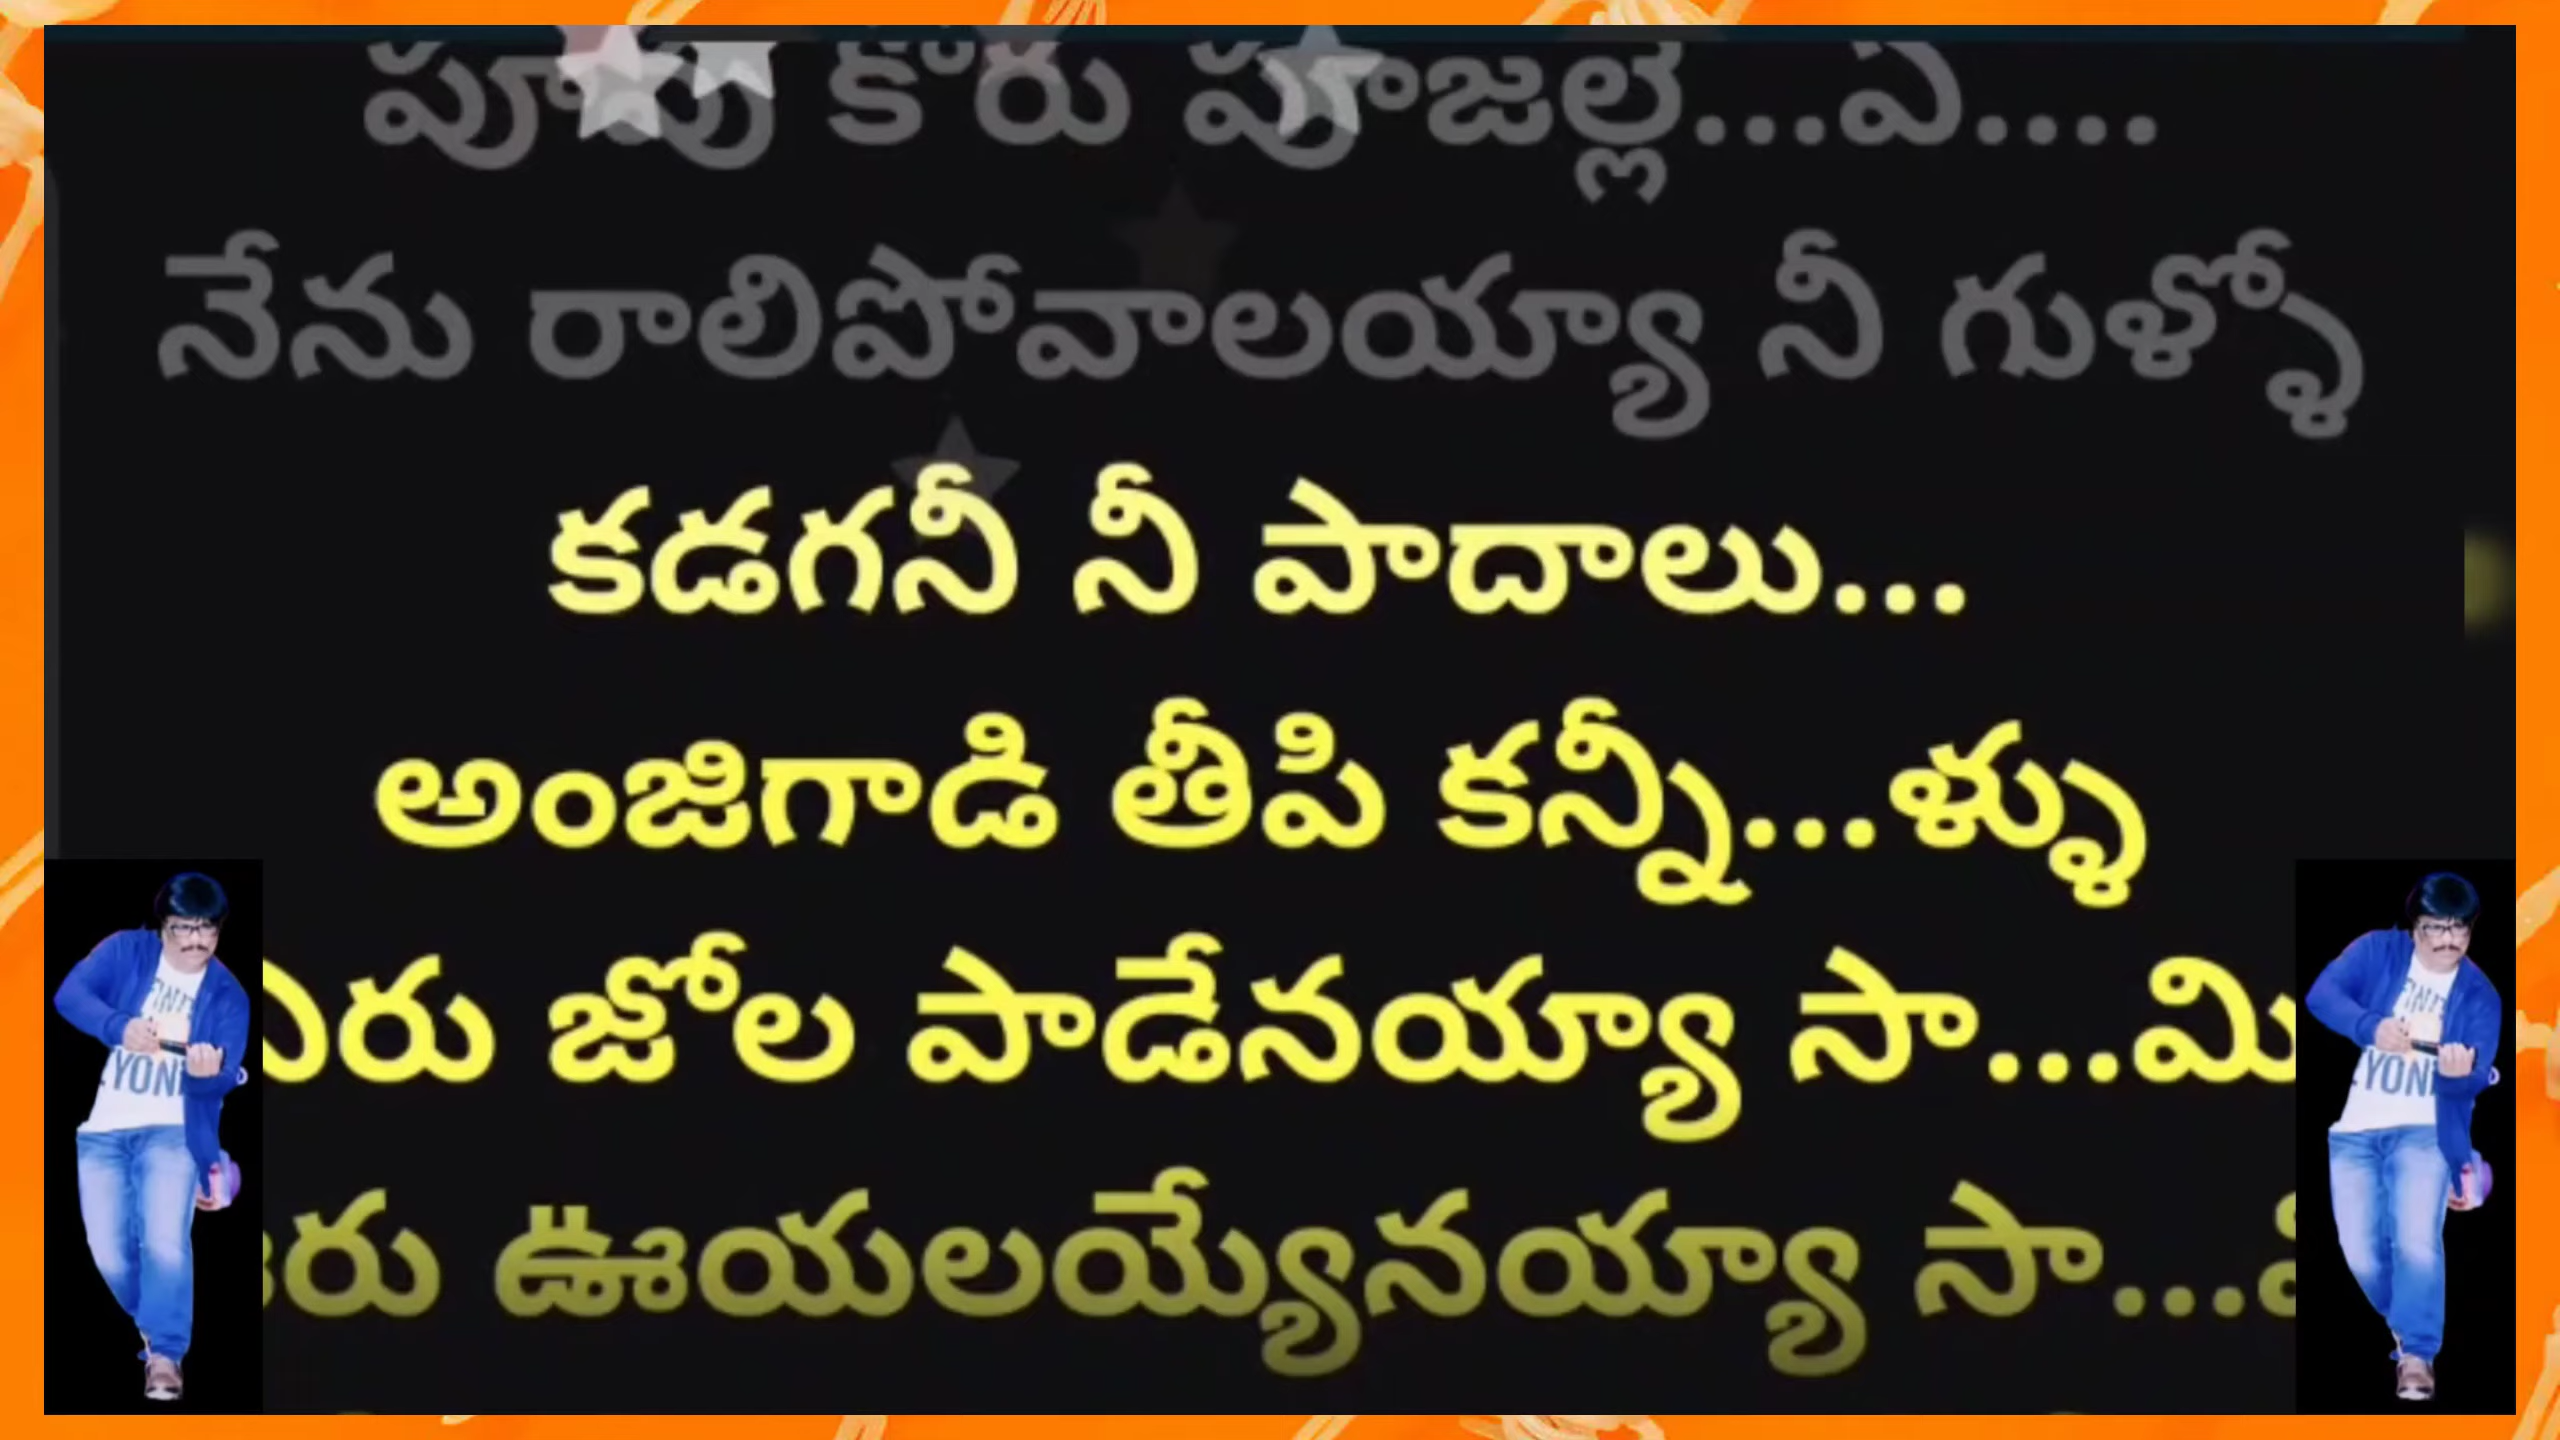 పూవు కోరు పూజల్లే...ఏ....
నేను రాలిపోవాలయ్యా నీ గుళ్ళో
కడగనీ నీ పాదాలు...
అంజిగాడి తీపి కన్నీ...ళ్ళు
జోల పాడేనయ్యా సా...మి
ఊయలయ్యేనయ్యా సా...